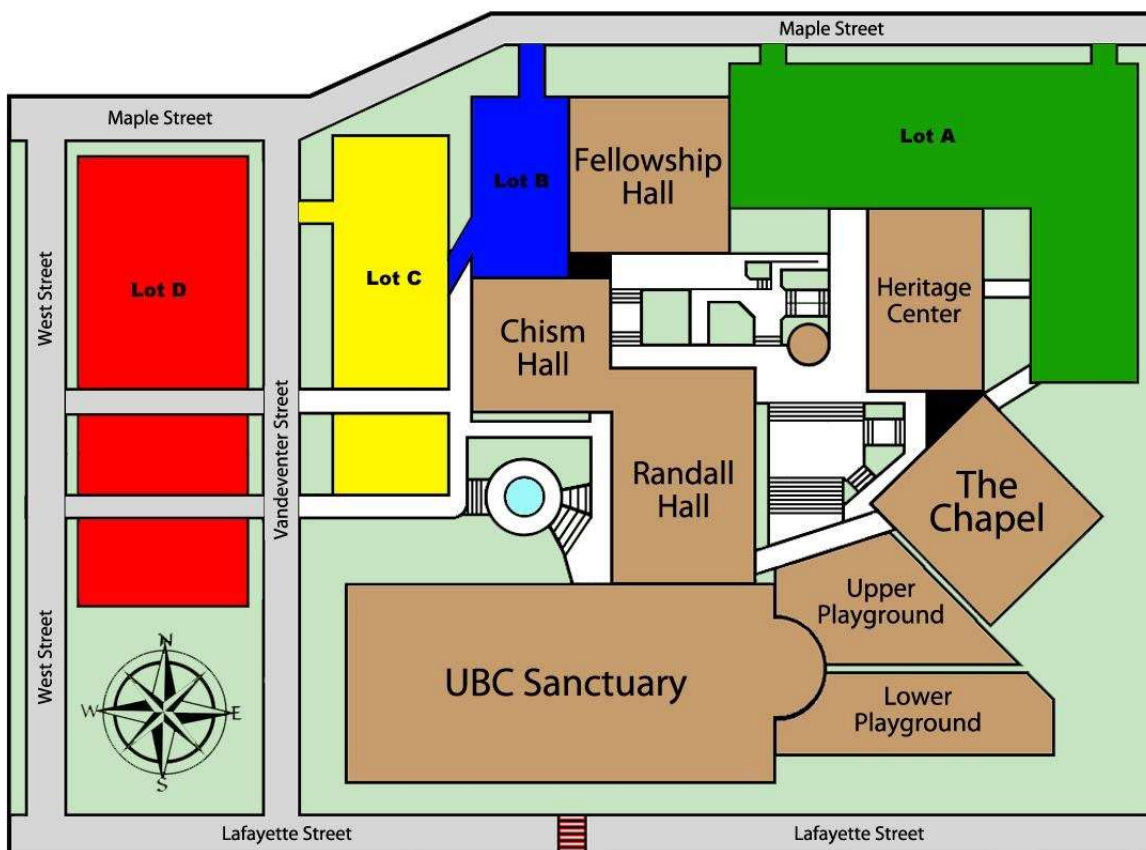 Maple Street
Maple Street
Lot A
Fellowship
Hall
Lot B
Lot C
Lot D
West Street
Heritage
Center
Chism
Hall
Vandeventer Street
Randall
Hall
The
Chapel
Upper
Playground
UBC Sanctuary
Lower
Playground
West Street
N
W
E
S
Lafayette Street
Lafayette Street